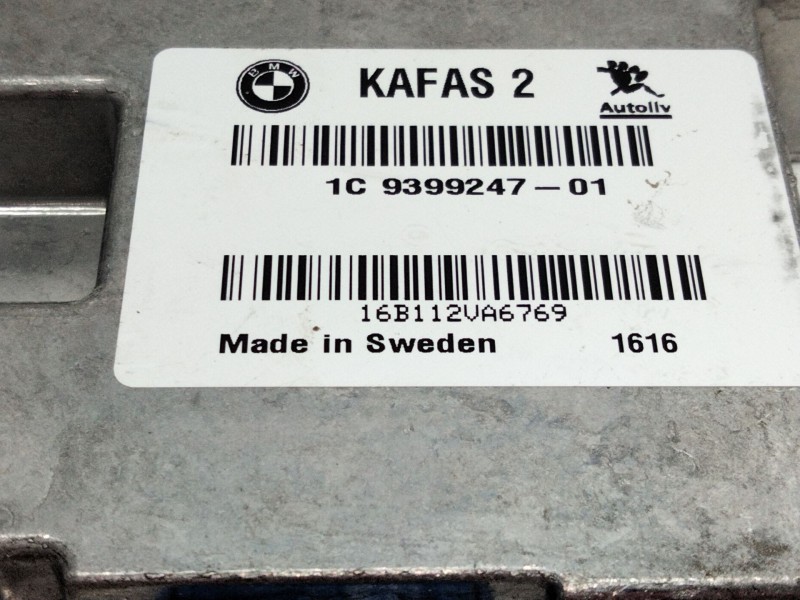 BMW
KAFAS 2
Autoliv
1C 9399247-01
16B112VA6769
Made in Sweden 1616